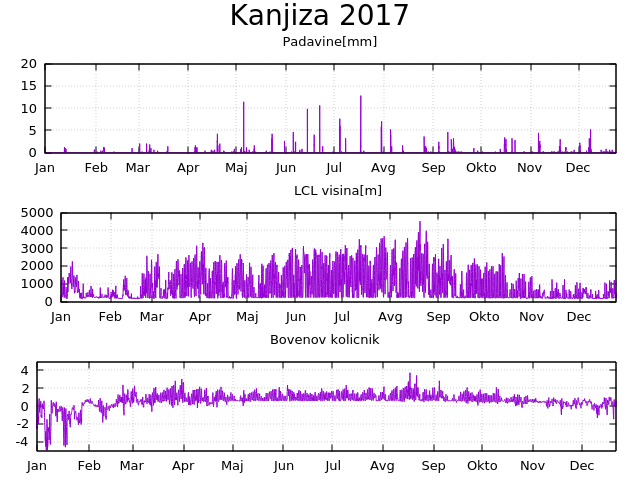 Kanjiza 2017
Padavine[mm]
20
15
10
5
0
Jan Feb Mar Apr Maj Jun Jul Avg Sep Okto Nov Dec
LCL visina[m]
5000
4000
3000
2000
1000
0
Jan Feb Mar Apr Maj Jun Jul Avg Sep Okto Nov Dec
Bovenov kolicnik
4
2
0
-2
-4
Jan Feb Mar Apr Maj Jun Jul Avg Sep Okto Nov Dec